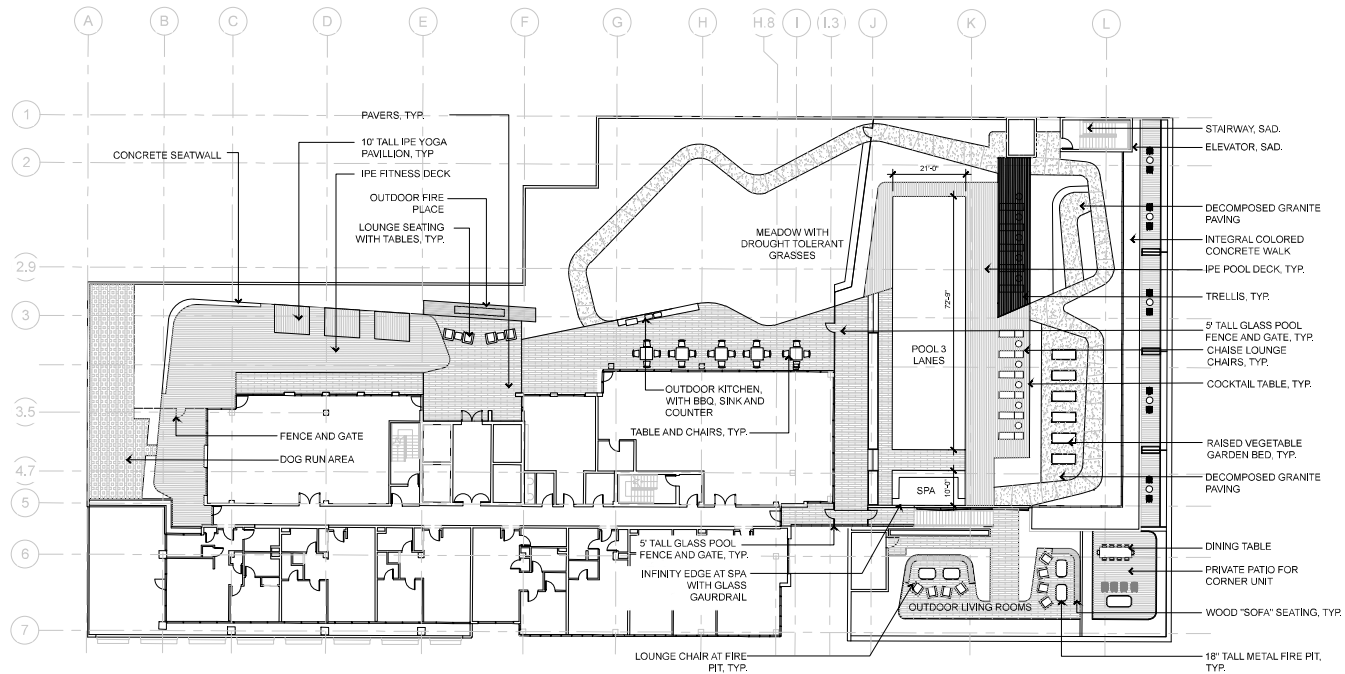 A
B
C
D
E
F
G
H
H.8
I
I.3
J
K
L
1
2
2.9
3
3.5
4.7
5
6
7
PAVERS, TYP.
CONCRETE SEATWALL
10' TALL IPE YOGA
PAVILLION, TYP
IPE FITNESS DECK
OUTDOOR FIRE
PLACE
LOUNGE SEATING
WITH TABLES, TYP.
MEADOW WITH
DROUGHT TOLERANT
GRASSES
21'-0"
72'-9"
POOL 3
LANES
10'-0"
SPA
STAIRWAY, SAD.
ELEVATOR, SAD.
DECOMPOSED GRANITE
PAVING
INTEGRAL COLORED
CONCRETE WALK
IPE POOL DECK, TYP.
TRELLIS, TYP.
5' TALL GLASS POOL
FENCE AND GATE, TYP.
CHAISE LOUNGE
CHAIRS, TYP.
COCKTAIL TABLE, TYP.
RAISED VEGETABLE
GARDEN BED, TYP.
DECOMPOSED GRANITE
PAVING
OUTDOOR KITCHEN,
WITH BBQ, SINK AND
COUNTER
TABLE AND CHAIRS, TYP.
FENCE AND GATE
DOG RUN AREA
5' TALL GLASS POOL
FENCE AND GATE, TYP.
INFINITY EDGE AT SPA
WITH GLASS
GAURDRAIL
OUTDOOR LIVING ROOMS
DINING TABLE
PRIVATE PATIO FOR
CORNER UNIT
WOOD "SOFA" SEATING, TYP.
LOUNGE CHAIR AT FIRE
PIT, TYP.
18" TALL METAL FIRE PIT,
TYP.